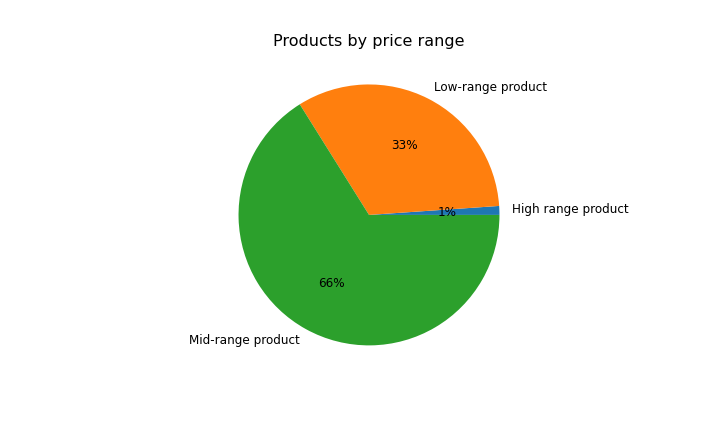 Products by price range
Low-range product
33%
1%
High range product
66%
Mid-range product